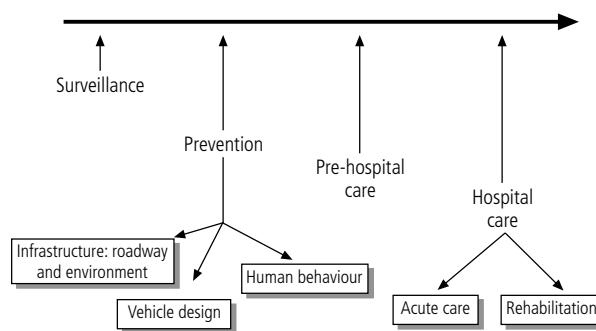 Surveillance
Prevention
Pre-hospital
care
Hospital
care
Infrastructure: roadway
and environment
Vehicle design
Human behaviour
Acute care
Rehabilitation